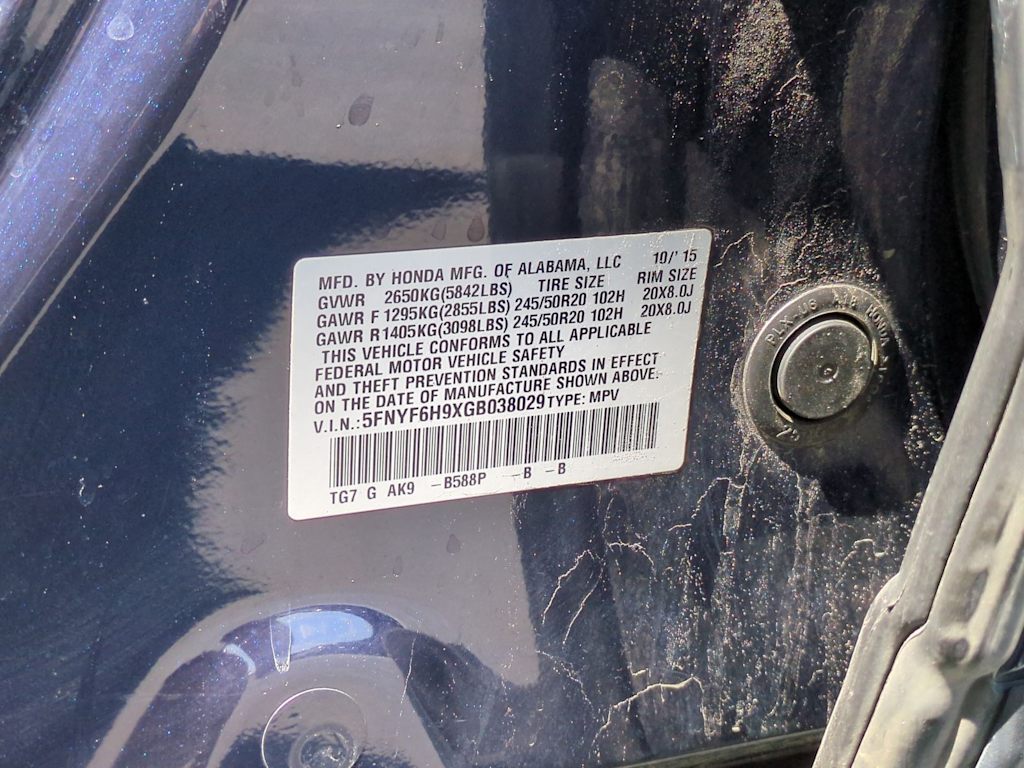 MFD. BY HONDA MFG. OF ALABAMA, LLC 10/'15
GVWR 2650KG(5842LBS) TIRE SIZE RIM SIZE
GAWR F 1295KG(2855LBS) 245/50R20 102H 20X8.0J
GAWR R 1405KG(3098LBS) 245/50R20 102H 20X8.0J
THIS VEHICLE CONFORMS TO ALL APPLICABLE
FEDERAL MOTOR VEHICLE SAFETY
AND THEFT PREVENTION STANDARDS IN EFFECT
ON THE DATE OF MANUFACTURE SHOWN ABOVE.
V.I.N.:5FNYF6H9XGB038029 TYPE: MPV
TG7 G AK9 -B588P -B -B
HONDA